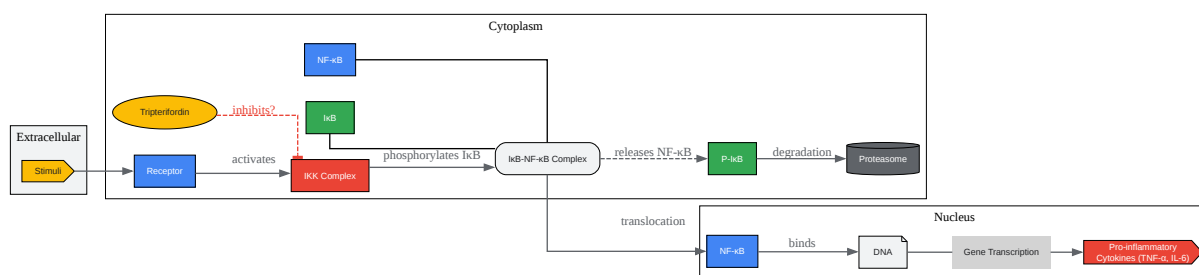 Cytoplasm
NF-κB
Tripterifordin
inhibits?
IκB
Extracellular
Stimuli
Receptor
activates
IKK Complex
phosphorylates IκB
IκB-NF-κB Complex
releases NF-κB
P-IκB
degradation
Proteasome
translocation
Nucleus
NF-κB
binds
DNA
Gene Transcription
Pro-inflammatory
Cytokines (TNF-α, IL-6)